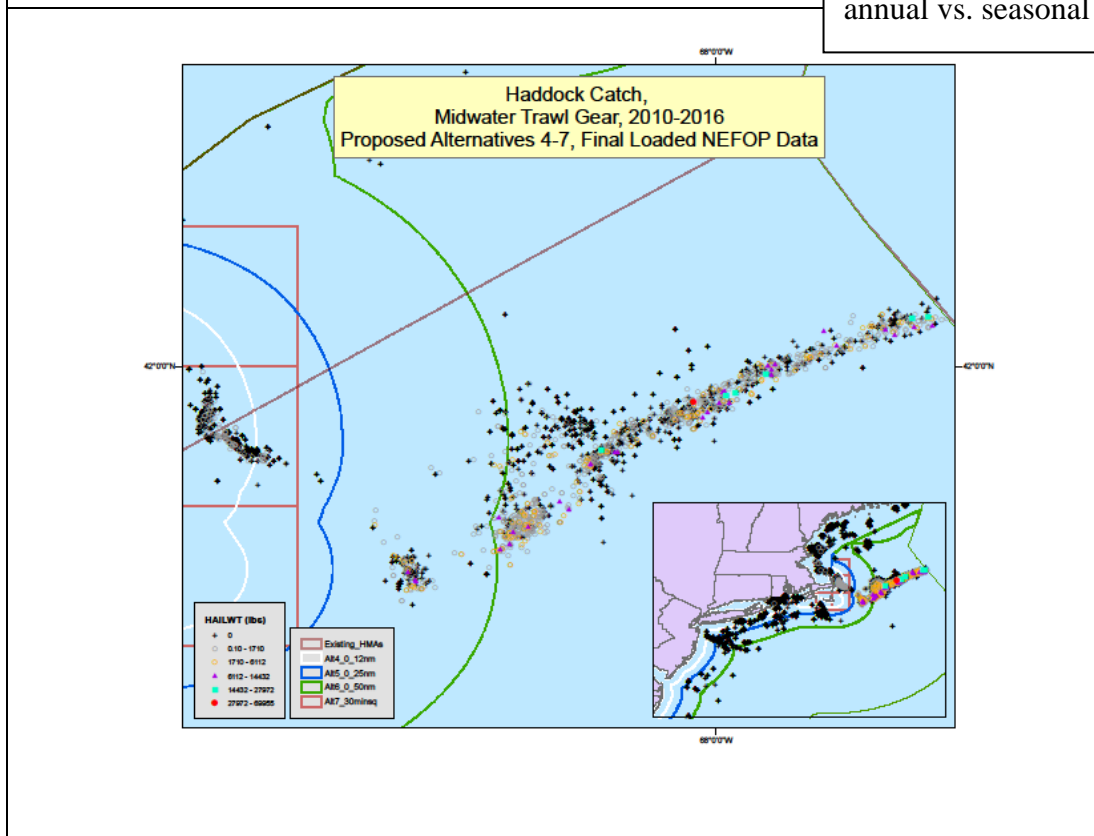 annual vs. seasonal
68°0'0"W
Haddock Catch,
Midwater Trawl Gear, 2010-2016
Proposed Alternatives 4-7, Final Loaded NEFOP Data
42°0'0"N
42°0'0"N
HAILWT (lbs)
0
0.10 - 1710
1710 - 6112
6112 - 14432
14432 - 27972
27972 - 69955
Existing_HMAs
Alt4_0_12nm
Alt5_0_25nm
Alt6_0_50nm
Alt7_30minsq
68°0'0"W